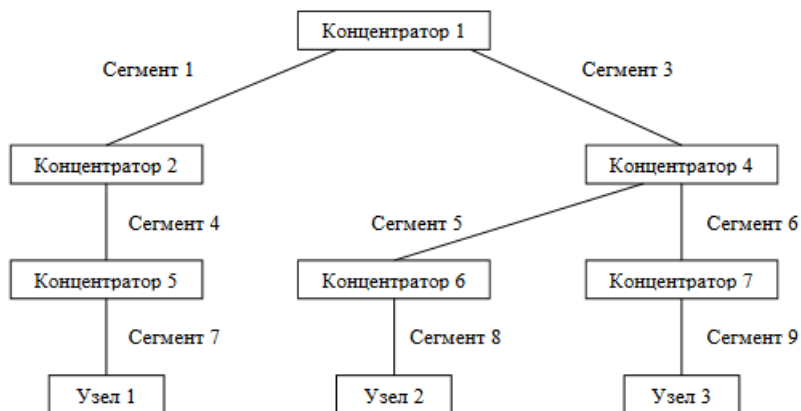 Концентратор 1
Сегмент 1
Сегмент 3
Концентратор 2
Концентратор 4
Сегмент 4
Сегмент 5
Сегмент 6
Концентратор 5
Концентратор 6
Концентратор 7
Сегмент 7
Сегмент 8
Сегмент 9
Узел 1
Узел 2
Узел 3